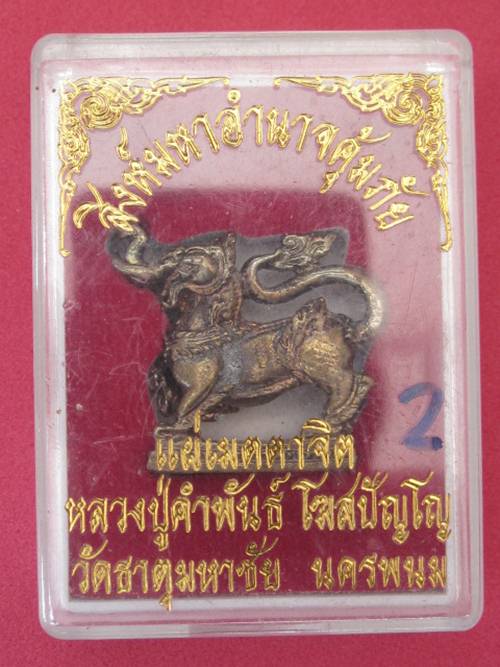 สิงห์มหาอำนาจคุ้มภัย
2
แผ่เมตตาจิต
หลวงปู่คำพันธ์ โฆสปัญโญ
วัดธาตุมหาชัย นครพนม